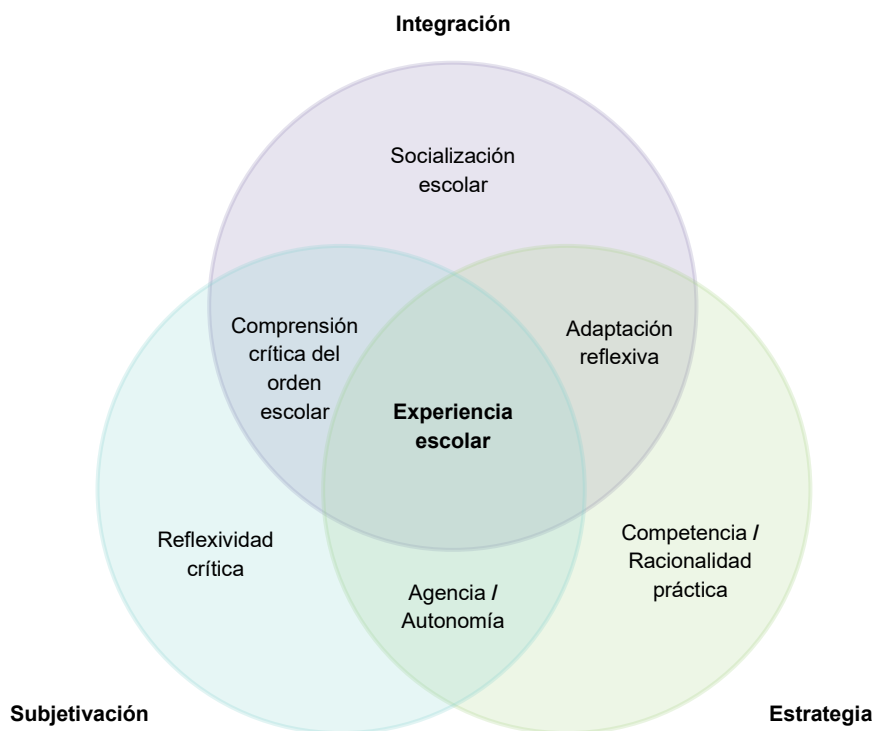 Integración
Socialización
escolar
Comprensión
crítica del
orden
escolar
Adaptación
reflexiva
Experiencia
escolar
Reflexividad
crítica
Competencia /
Racionalidad
práctica
Agencia /
Autonomía
Subjetivación
Estrategia